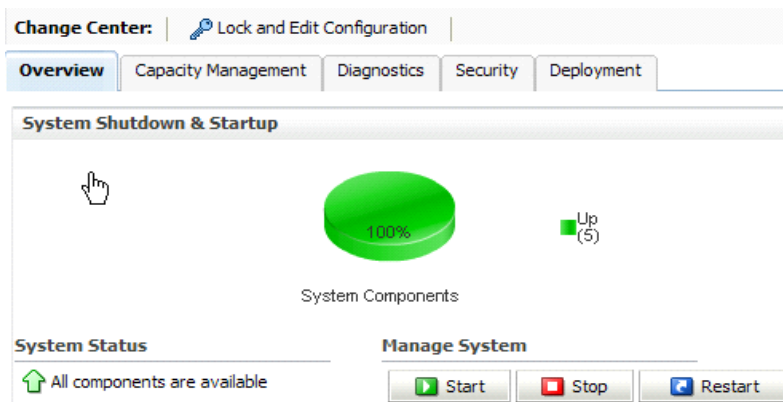 Change Center: Lock and Edit Configuration
Overview Capacity Management Diagnostics Security Deployment
System Shutdown & Startup
100%
Up
(5)
System Components
System Status Manage System
All components are available Start Stop Restart